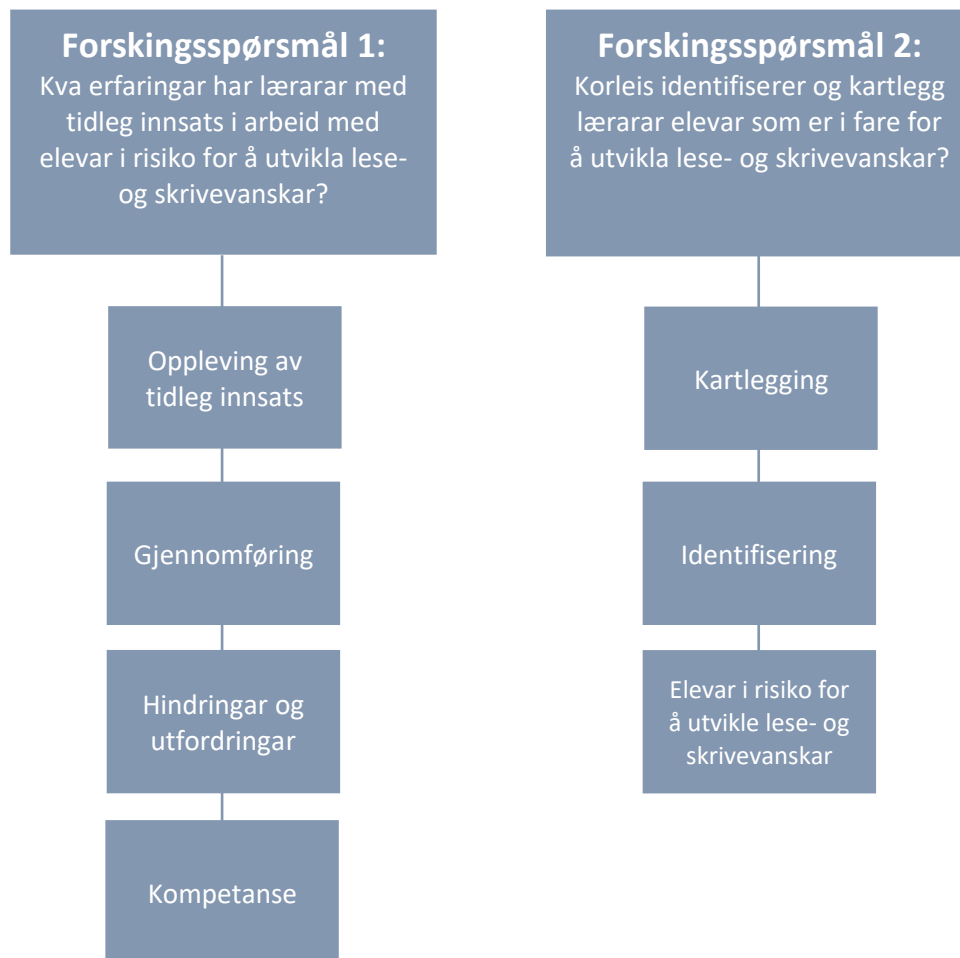 Forskingsspørsmål 1:
Kva erfaringar har lærarar med
tidleg innsats i arbeid med
elevar i risiko for å utvikla lese-
og skrivevanskar?
Oppleving av
tidleg innsats
Gjennomføring
Hindringar og
utfordringar
Kompetanse
Forskingsspørsmål 2:
Korleis identifiserer og kartlegg
lærarar elevar som er i fare for
å utvikla lese- og skrivevanskar?
Kartlegging
Identifisering
Elevar i risiko for
å utvikle lese- og
skrivevanskar